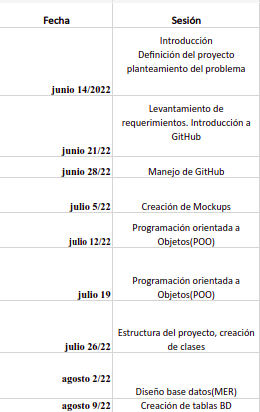 Fecha Sesión
Introducción
Definición del proyecto
planteamiento del problema
junio 14/2022
Levantamiento de
requerimientos. Introducción a
GitHub
junio 21/22
junio 28/22 Manejo de GitHub
julio 5/22 Creación de Mockups
Programación orientada a
julio 12/22 Objetos(POO)
Programación orientada a
julio 19 Objetos(POO)
Estructura del proyecto, creación
julio 26/22 de clases
agosto 2/22
Diseño base datos(MER)
agosto 9/22 Creación de tablas BD